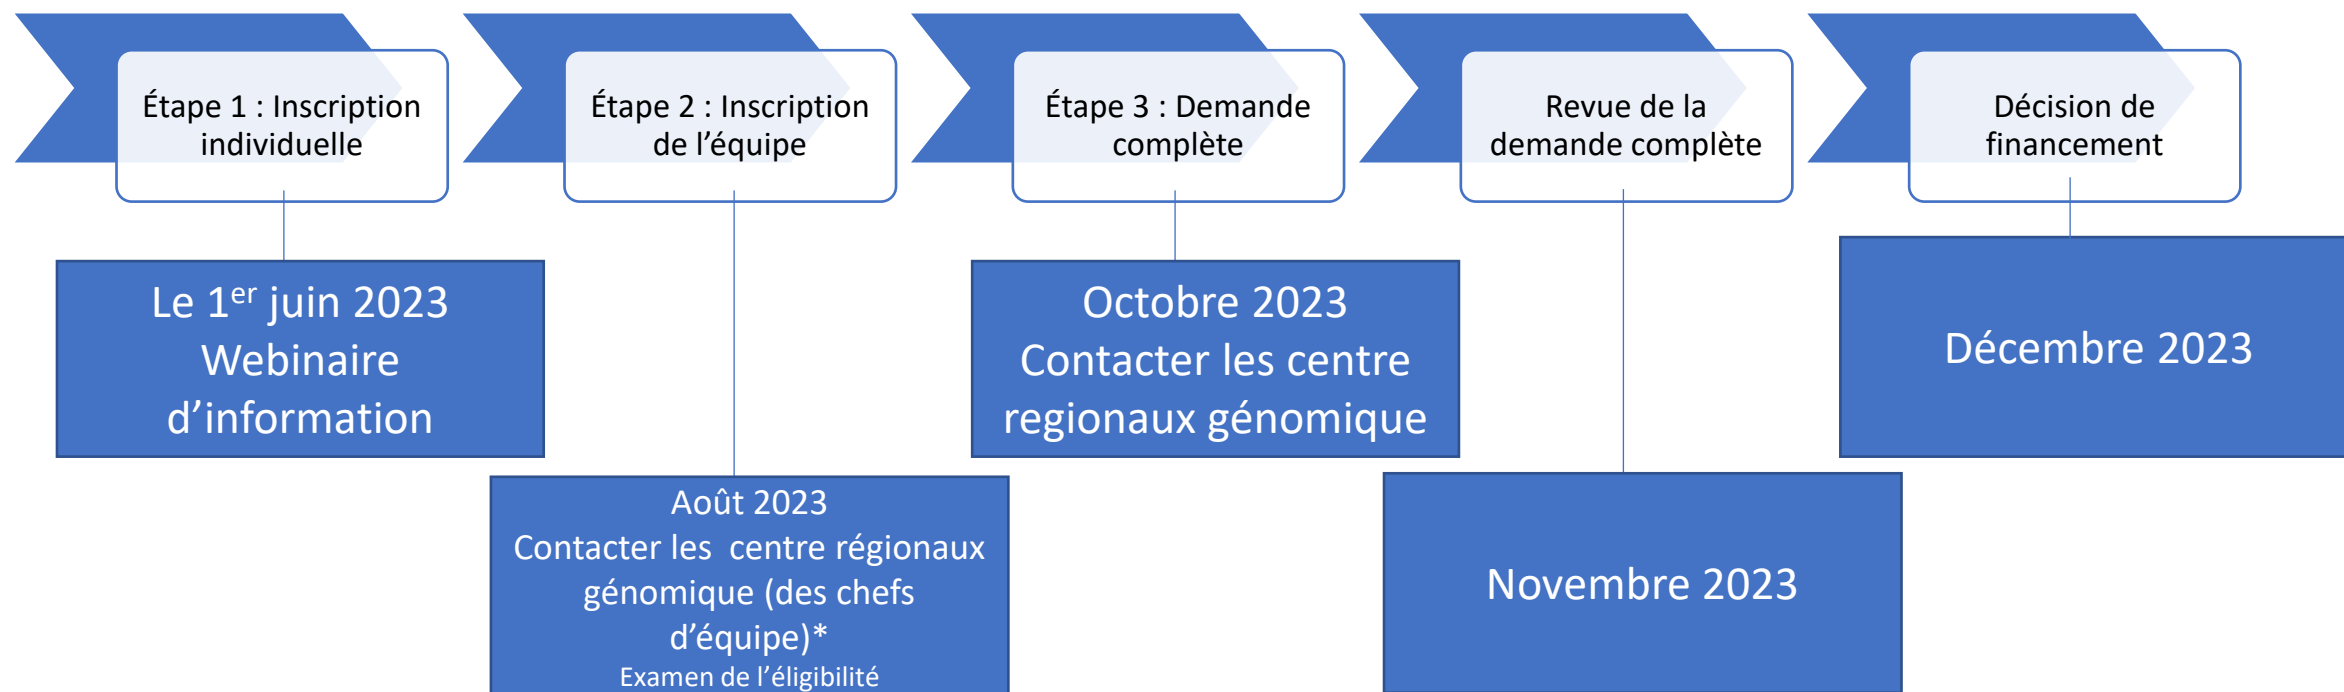 Étape 1 : Inscription
individuelle
Étape 2 : Inscription
de l’équipe
Étape 3 : Demande
complète
Revue de la
demande complète
Décision de
financement
Le 1er juin 2023
Webinaire
d’information
Août 2023
Contacter les  centre régionaux
génomique (des chefs
d’équipe)*
Examen de l’éligibilité
Octobre 2023
Contacter les centre
regionaux génomique
Novembre 2023
Décembre 2023